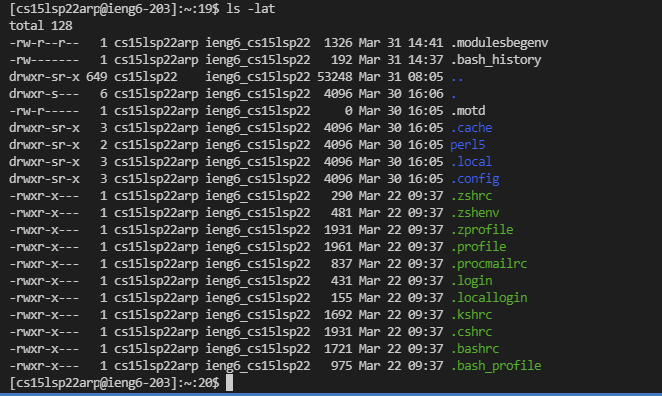 [cs15lsp22arp@ieng6-203]:~:19$ ls -lat
total 128
-rw-r--r--   1 cs15lsp22arp ieng6_cs15lsp22  1326 Mar 31 14:41 .modulesbegenv
-rw-------   1 cs15lsp22arp ieng6_cs15lsp22   192 Mar 31 14:37 .bash_history
drwxr-sr-x 649 cs15lsp22    ieng6_cs15lsp22 53248 Mar 31 08:05 ..
drwxr-s---   6 cs15lsp22arp ieng6_cs15lsp22  4096 Mar 30 16:06 .
-rw-r-----   1 cs15lsp22arp ieng6_cs15lsp22     0 Mar 30 16:05 .motd
drwxr-sr-x   3 cs15lsp22arp ieng6_cs15lsp22  4096 Mar 30 16:05 .cache
drwxr-sr-x   2 cs15lsp22arp ieng6_cs15lsp22  4096 Mar 30 16:05 perl5
drwxr-sr-x   3 cs15lsp22arp ieng6_cs15lsp22  4096 Mar 30 16:05 .local
drwxr-sr-x   3 cs15lsp22arp ieng6_cs15lsp22  4096 Mar 30 16:05 .config
-rwxr-x---   1 cs15lsp22arp ieng6_cs15lsp22   290 Mar 22 09:37 .zshrc
-rwxr-x---   1 cs15lsp22arp ieng6_cs15lsp22   481 Mar 22 09:37 .zshenv
-rwxr-x---   1 cs15lsp22arp ieng6_cs15lsp22  1931 Mar 22 09:37 .zprofile
-rwxr-x---   1 cs15lsp22arp ieng6_cs15lsp22  1961 Mar 22 09:37 .profile
-rwxr-x---   1 cs15lsp22arp ieng6_cs15lsp22   837 Mar 22 09:37 .procmailrc
-rwxr-x---   1 cs15lsp22arp ieng6_cs15lsp22   431 Mar 22 09:37 .login
-rwxr-x---   1 cs15lsp22arp ieng6_cs15lsp22   155 Mar 22 09:37 .locallogin
-rwxr-x---   1 cs15lsp22arp ieng6_cs15lsp22  1692 Mar 22 09:37 .kshrc
-rwxr-x---   1 cs15lsp22arp ieng6_cs15lsp22  1931 Mar 22 09:37 .cshrc
-rwxr-x---   1 cs15lsp22arp ieng6_cs15lsp22  1721 Mar 22 09:37 .bashrc
-rwxr-x---   1 cs15lsp22arp ieng6_cs15lsp22   975 Mar 22 09:37 .bash_profile
[cs15lsp22arp@ieng6-203]:~:20$